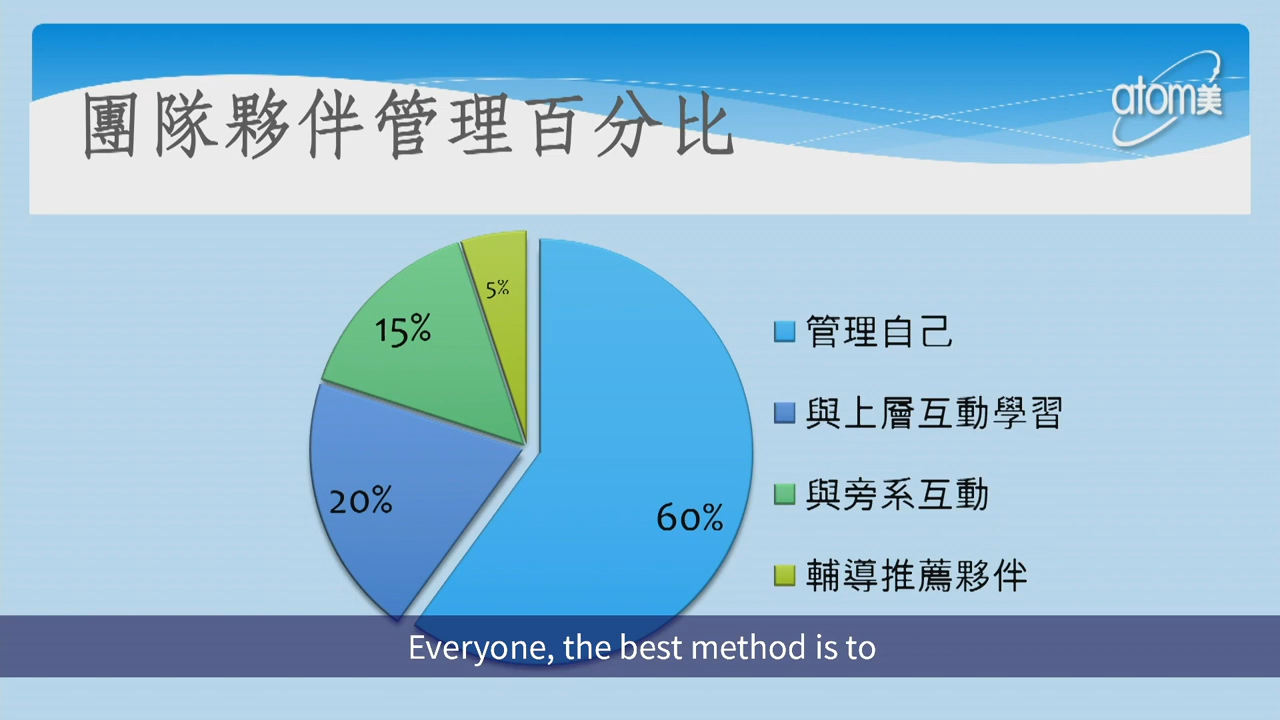 團隊夥伴管理百分比
atom美
5%
15%
20%
60%
管理自己
與上層互動學習
與旁系互動
輔導推薦夥伴
Everyone, the best method is to